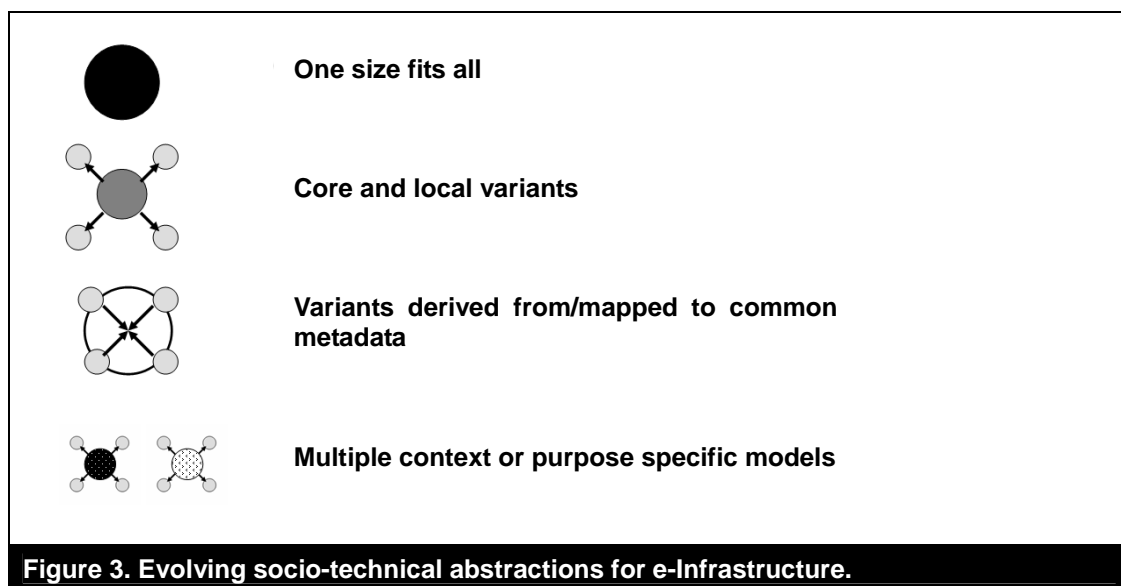 One size fits all
Core and local variants
Variants derived from/mapped to common
metadata
Multiple context or purpose specific models
Figure 3. Evolving socio-technical abstractions for e-Infrastructure.